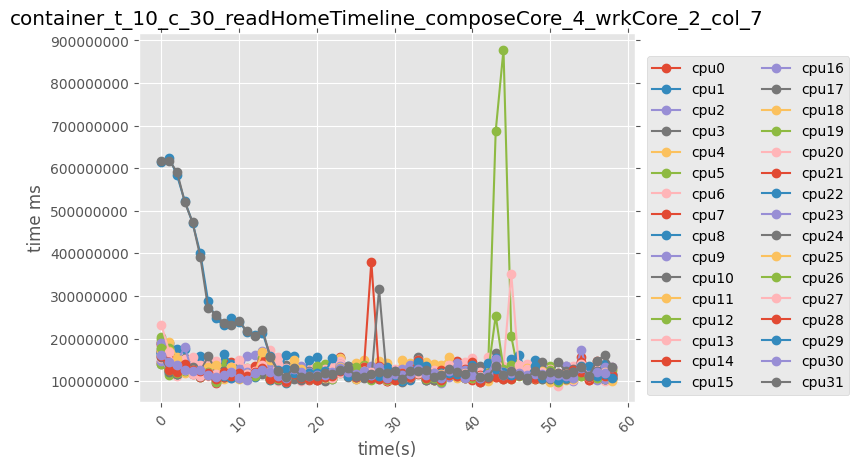 container_t_10_c_30_readHomeTimeline_composeCore_4_wrkCore_2_col_7
900000000
800000000
700000000
600000000
500000000
400000000
300000000
200000000
100000000
time ms
0
10
20
30
40
50
60
time(s)
cpu0
cpu1
cpu2
cpu3
cpu4
cpu5
cpu6
cpu7
cpu8
cpu9
cpu10
cpu11
cpu12
cpu13
cpu14
cpu15
cpu16
cpu17
cpu18
cpu19
cpu20
cpu21
cpu22
cpu23
cpu24
cpu25
cpu26
cpu27
cpu28
cpu29
cpu30
cpu31